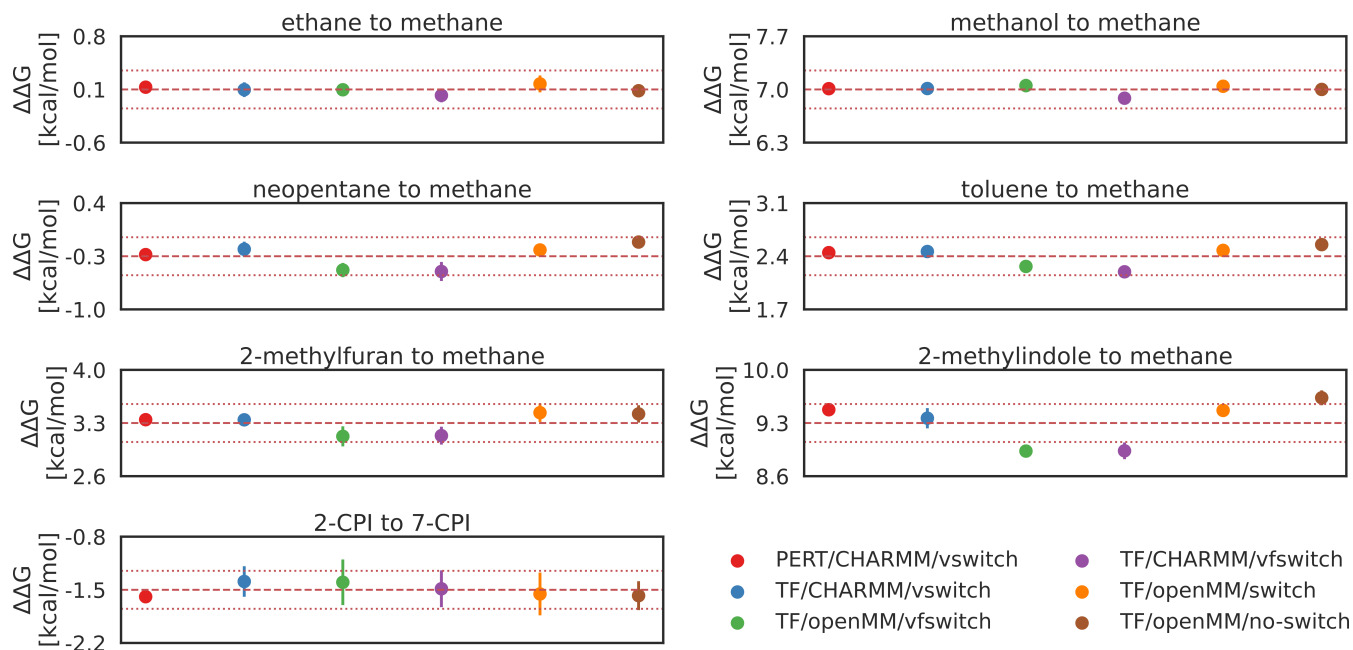 ethane to methane
0.8
0.1
-0.6
ΔΔG
[kcal/mol]
methanol to methane
7.7
7.0
6.3
ΔΔG
[kcal/mol]
neopentane to methane
0.4
-0.3
-1.0
ΔΔG
[kcal/mol]
toluene to methane
3.1
2.4
1.7
ΔΔG
[kcal/mol]
2-methylfuran to methane
4.0
3.3
2.6
ΔΔG
[kcal/mol]
2-methylindole to methane
10.0
9.3
8.6
ΔΔG
[kcal/mol]
2-CPI to 7-CPI
-0.8
-1.5
-2.2
ΔΔG
[kcal/mol]
PERT/CHARMM/vswitch
TF/CHARMM/vswitch
TF/openMM/vfswitch
TF/CHARMM/vfswitch
TF/openMM/switch
TF/openMM/no-switch